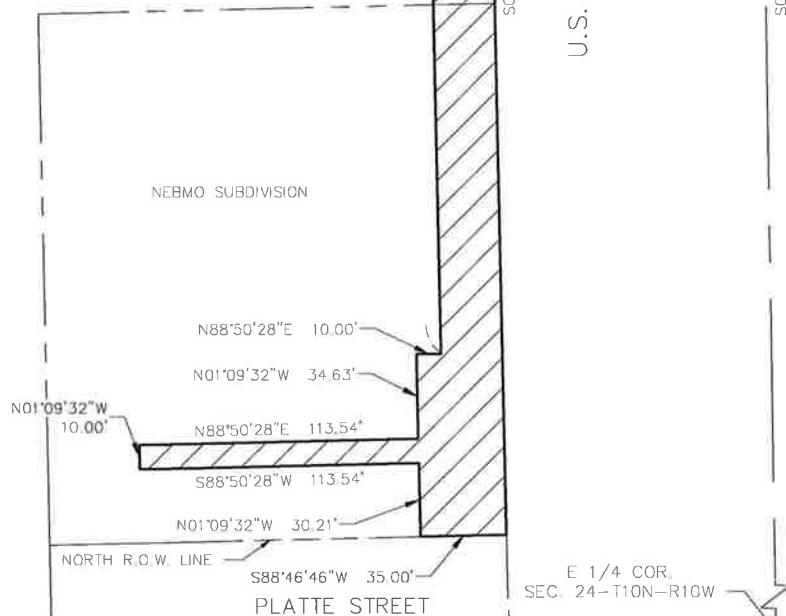 U.S.
NEBMO SUBDIVISION
N88°50'28"E 10.00'
N01°09'32"W 34.63'
N01°09'32"W
10.00'
N88°50'28"E 113.54'
S88°50'28"W 113.54'
N01°09'32"W 30.21'
NORTH R.O.W. LINE
S88°46'46"W 35.00'
E 1/4 COR.
SEC. 24-T10N-R10W
PLATTE STREET